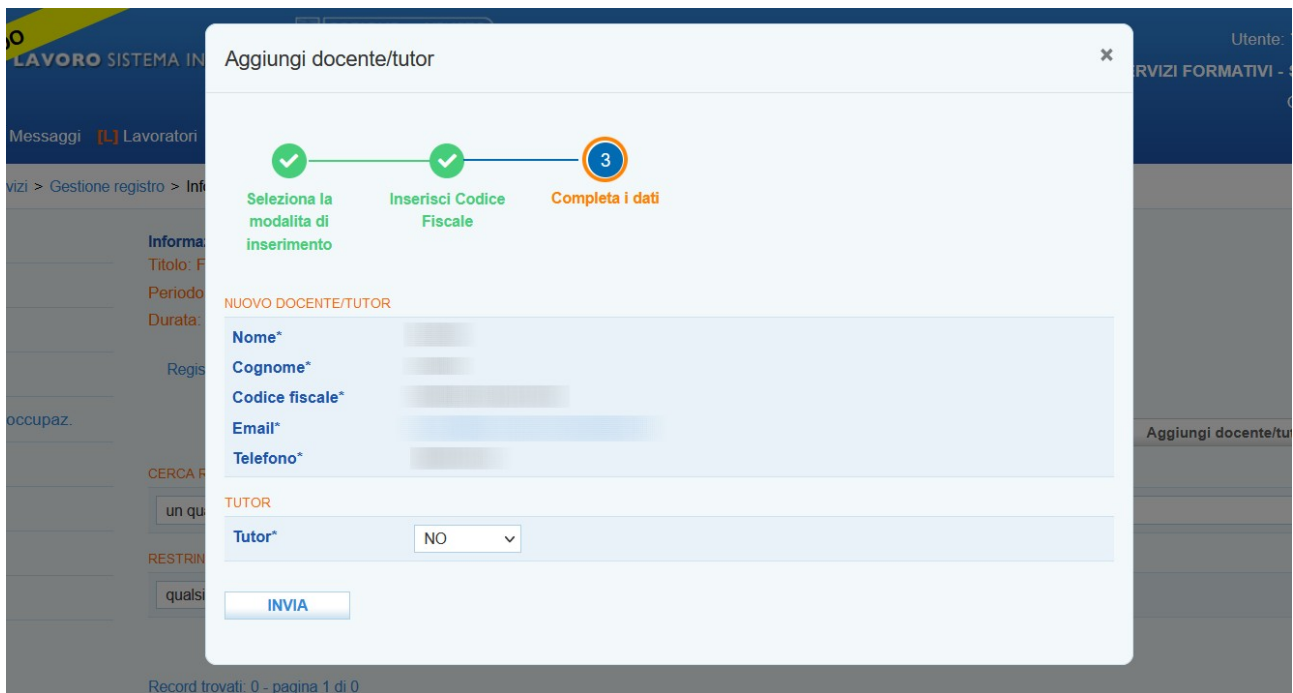 Utente:
LAVORO SISTEMA IN
Aggiungi docente/tutor
×
RVIZI FORMATIVI -
Messaggi [L] Lavoratori
vizi > Gestione registro > Inf
3
Seleziona la
modalita di
inserimento
Inserisci Codice
Fiscale
Completa i dati
Informa
Titolo: F
Periodo
Durata:
Regis
NUOVO DOCENTE/TUTOR
Nome*
Cognome*
Codice fiscale*
Email*
Telefono*
occupaz.
Aggiungi docente/tu
CERCA R
un qua
TUTOR
Tutor*
NO
RESTRIN
qualsi
INVIA
Record trovati: 0 - pagina 1 di 0